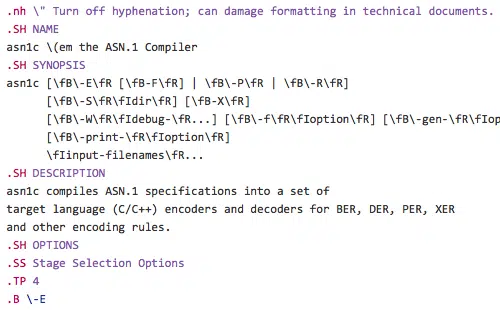 .nh \" Turn off hyphenation; can damage formatting in technical documents.
.SH NAME
asn1c \(em the ASN.1 Compiler
.SH SYNOPSIS
asn1c [\fB\-E\fR [\fB-F\fR] | \fB\-P\fR | \fB\-R\fR]
[\fB\-S\fR\fIdir\fR] [\fB-X\fR]
[\fB\-W\fR\fIdebug-\fR...] [\fB\-f\fR\fIoption\fR] [\fB\-gen-\fR\fIop
[\fB\-print-\fR\fIoption\fR]
\fIinput-filenames\fR...
.SH DESCRIPTION
asn1c compiles ASN.1 specifications into a set of
target language (C/C++) encoders and decoders for BER, DER, PER, XER
and other encoding rules.
.SH OPTIONS
.SS Stage Selection Options
.TP 4
.B \-E